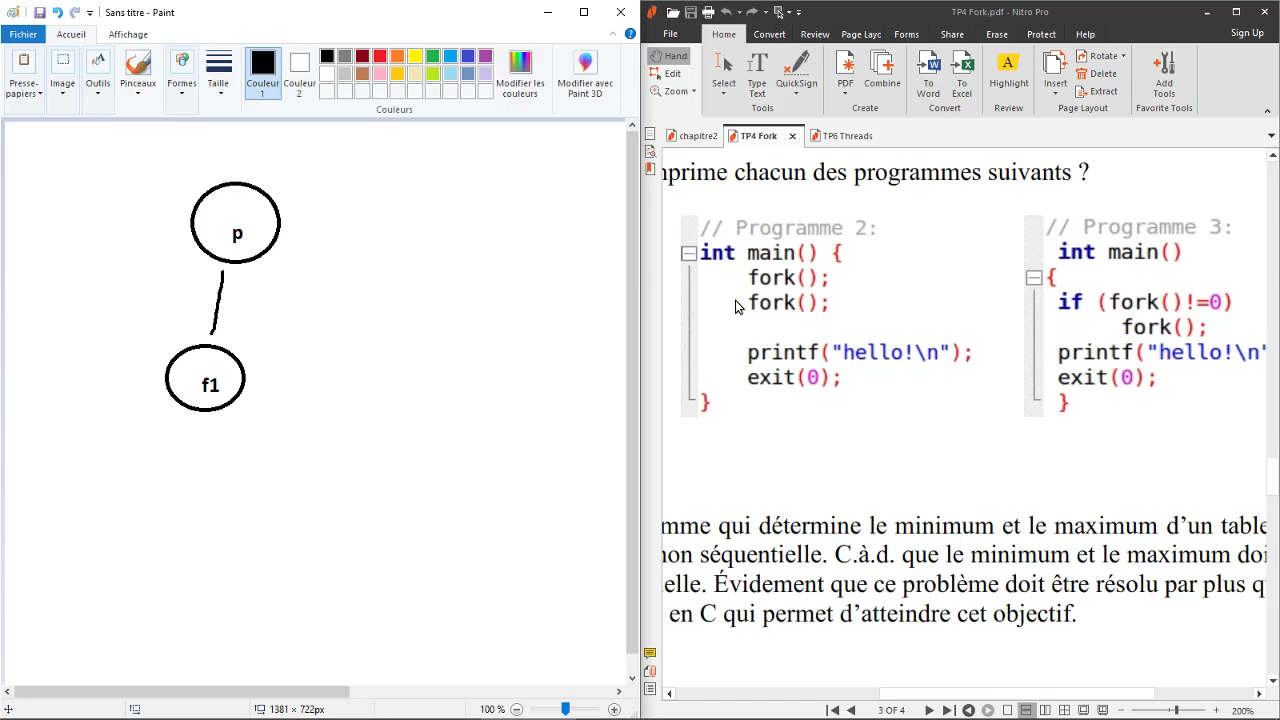 Sans titre - Paint
Fichier
Accueil
Affichage
Presse-papiers
Image
Outils
Pinceaux
Formes
Taille
Couleur 1
Couleur 2
Modifier les couleurs
Modifier avec Paint 3D
Couleurs
p
f1
1381 × 722px
100 %
TP4 Fork.pdf - Nitro Pro
File
Home
Convert
Review
Page Layc
Forms
Share
Erase
Protect
Help
Sign Up
Hand
Edit
Zoom
Select
Type Text
QuickSign
Tools
PDF
Combine
Create
To Word
To Excel
Convert
Highlight
Review
Insert
Rotate
Delete
Extract
Page Layout
Add Tools
Favorite Tools
chapitre2
TP4 Fork
TP6 Threads
nprime chacun des programmes suivants ?
// Programme 2:
int main() {
fork();
fork();
printf("hello!\n");
exit(0);
}
// Programme 3:
int main()
{
if (fork()!=0)
fork();
printf("hello!\n"
exit(0);
}
mme qui détermine le minimum et le maximum d'un table
non séquentielle. C.à.d. que le minimum et le maximum doi
elle. Évidement que ce problème doit être résolu par plus q
en C qui permet d'atteindre cet objectif.
3 OF 4
200%